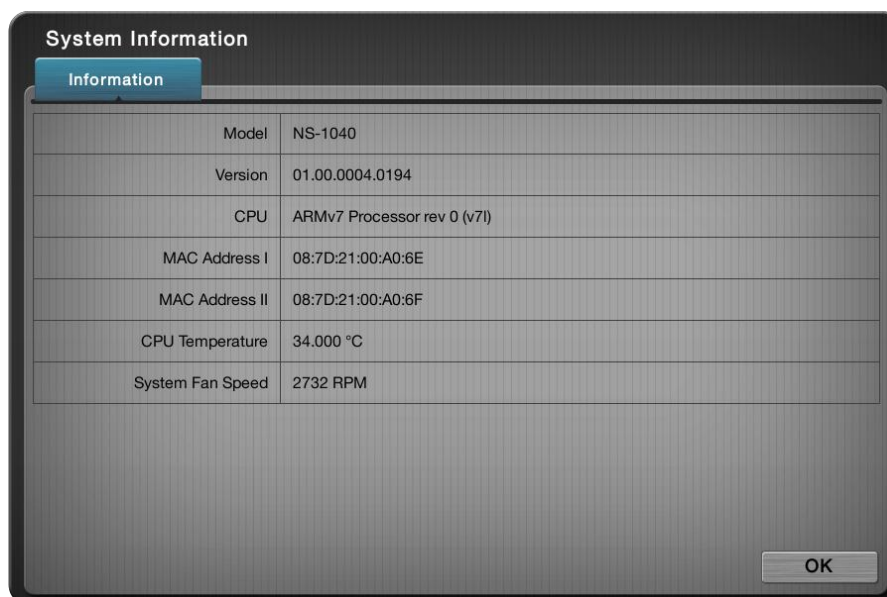 System Information
Information
Model NS-1040
Version 01.00.0004.0194
CPU ARMv7 Processor rev 0 (v7l)
MAC Address I 08:7D:21:00:A0:6E
MAC Address II 08:7D:21:00:A0:6F
CPU Temperature 34.000 °C
System Fan Speed 2732 RPM
OK